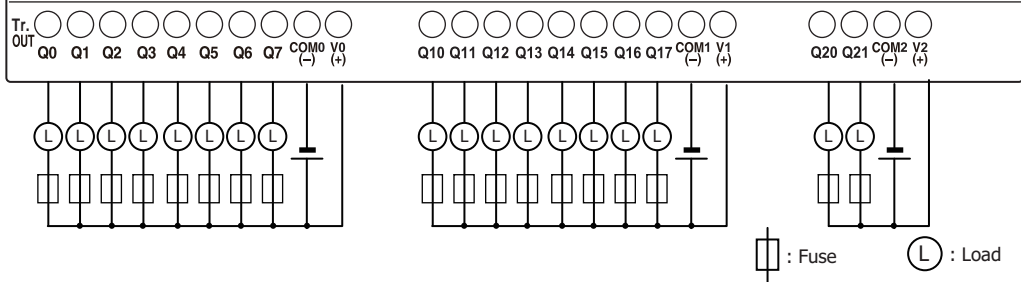 Tr.
OUT
Q0 Q1 Q2 Q3 Q4 Q5 Q6 Q7 COM0 (–) V0 (+) Q10 Q11 Q12 Q13 Q14 Q15 Q16 Q17 COM1 (–) V1 (+) Q20 Q21 COM2 (–) V2 (+)
L L L L L L L L L L L L L L L L L L
: Fuse
L : Load